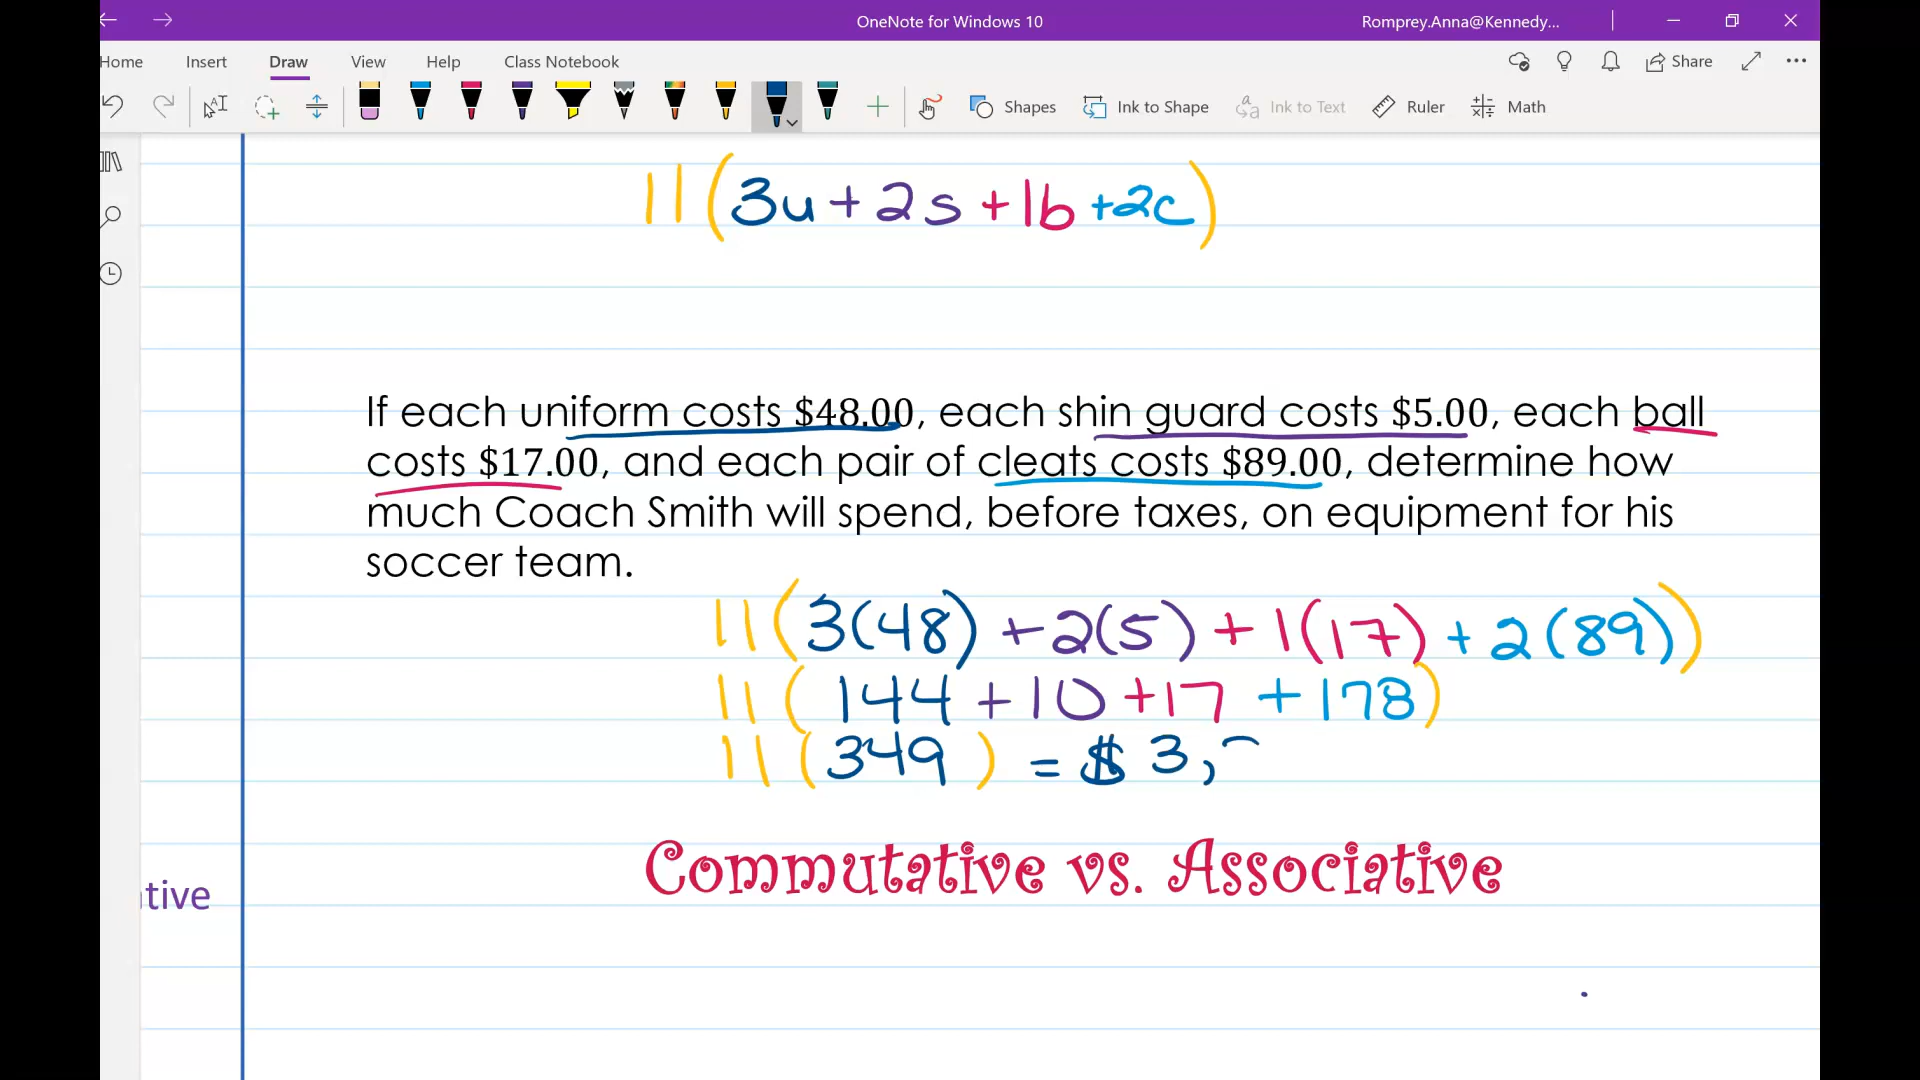 OneNote for Windows 10
Romprey.Anna@Kennedy...
Home Insert Draw View Help Class Notebook Share
Shapes Ink to Shape Ink to Text Ruler Math
11(3u+2s+1b+2c)
If each uniform costs $48.00, each shin guard costs $5.00, each ball
costs $17.00, and each pair of cleats costs $89.00, determine how
much Coach Smith will spend, before taxes, on equipment for his
soccer team.
11(3(48)+2(5)+1(17)+2(89))
11(144+10+17+178)
11(349)=$3,
Commutative vs. Associative
tive